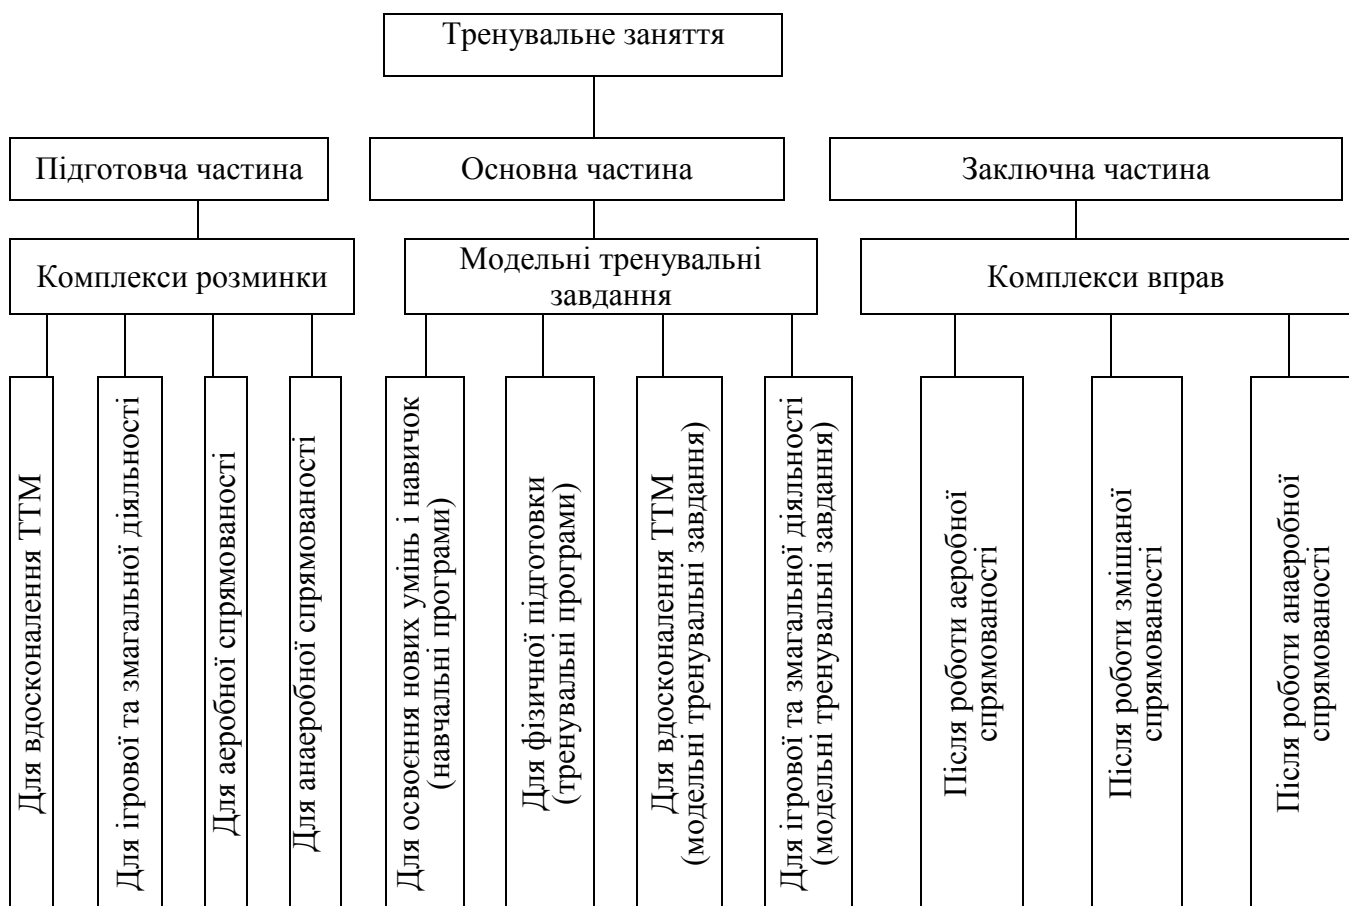 Тренувальне заняття
Підготовча частина
Основна частина
Заключна частина
Комплекси розминки
Модельні тренувальні
завдання
Комплекси вправ
Для вдосконалення ТТМ
Для ігрової та змагальної діяльності
Для аеробної спрямованості
Для анаеробної спрямованості
Для освоєння нових умінь і навичок
(навчальні програми)
Для фізичної підготовки
(тренувальні програми)
Для вдосконалення ТТМ
(модельні тренувальні завдання)
Для ігрової та змагальної діяльності
(модельні тренувальні завдання)
Після роботи аеробної
спрямованості
Після роботи змішаної
спрямованості
Після роботи анаеробної
спрямованості